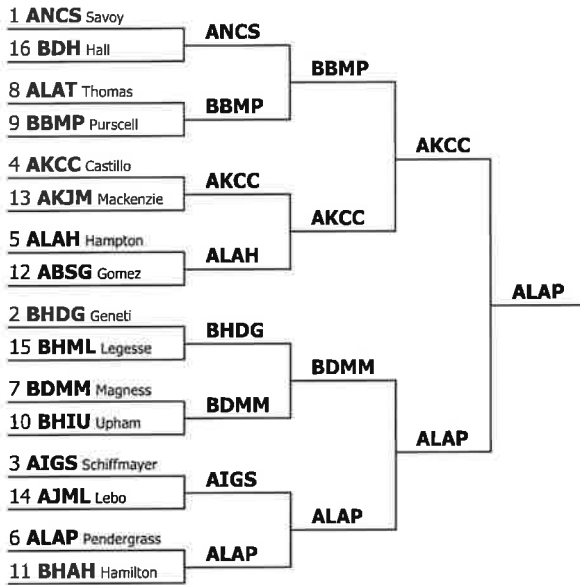 1 ANCS Savoy
16 BDH Hall
8 ALAT Thomas
9 BBMP Purscell
4 AKCC Castillo
13 AKJM Mackenzie
5 ALAH Hampton
12 ABSG Gomez
2 BHDG Geneti
15 BHML Legesse
7 BDMM Magness
10 BHIU Upham
3 AIGS Schiffmayer
14 AJML Lebo
6 ALAP Pendergrass
11 BHAH Hamilton
ANCS
BBMP
AKCC
ALAH
BHDG
BDMM
AIGS
ALAP
BBMP
AKCC
BDMM
ALAP
AKCC
ALAP
ALAP